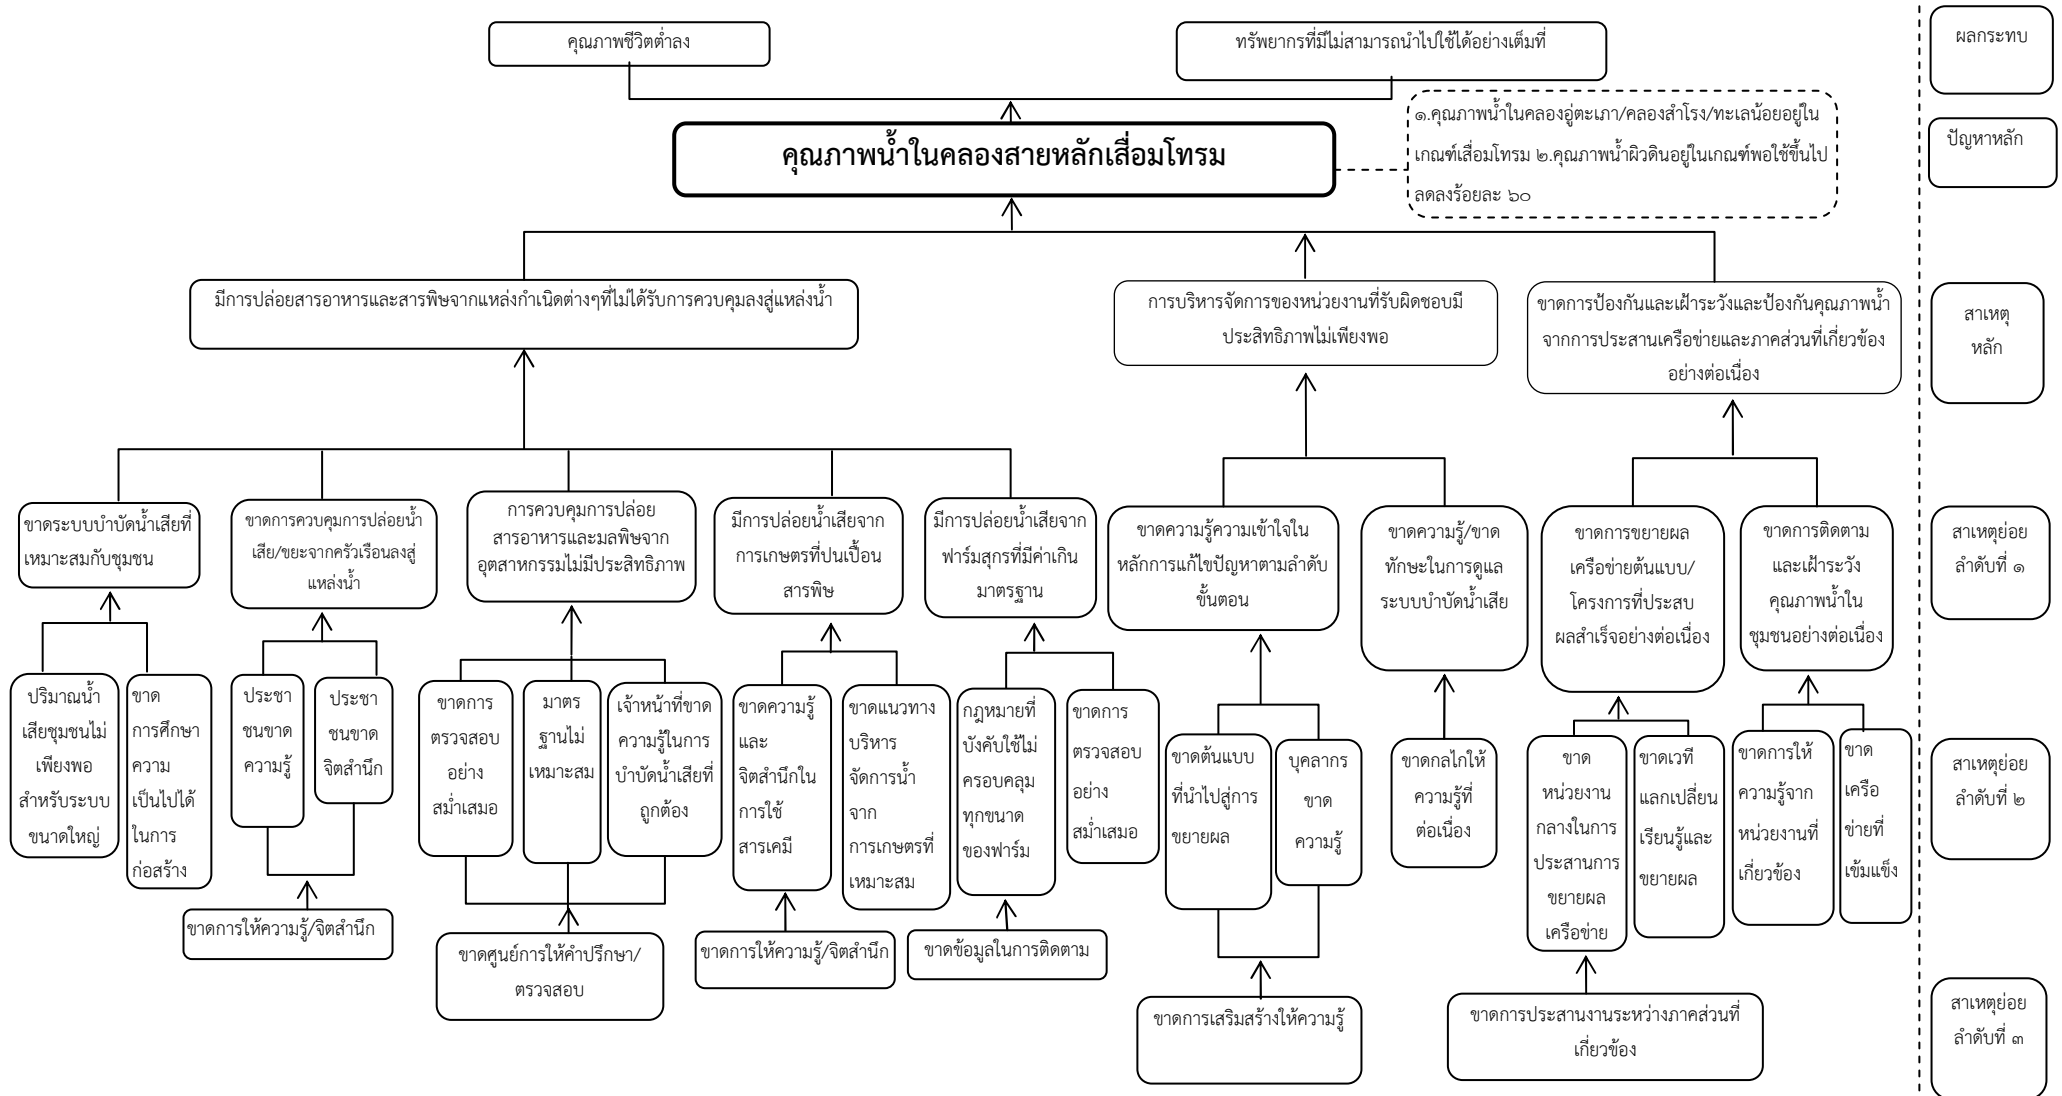 คุณภาพชีวิตต่ำลง
ทรัพยากรที่มีไม่สามารถนำไปใช้ได้อย่างเต็มที่
ผลกระทบ
คุณภาพน้ำในคลองสายหลักเสื่อมโทรม
๑.คุณภาพน้ำในคลองอู่ตะเภา/คลองสำโรง/ทะเลน้อยอยู่ใน
เกณฑ์เสื่อมโทรม ๒.คุณภาพน้ำผิวดินอยู่ในเกณฑ์พอใช้ขึ้นไป
ลดลงร้อยละ ๖๐
ปัญหาหลัก
มีการปล่อยสารอาหารและสารพิษจากแหล่งกำเนิดต่างๆที่ไม่ได้รับการควบคุมลงสู่แหล่งน้ำ
การบริหารจัดการของหน่วยงานที่รับผิดชอบมี
ประสิทธิภาพไม่เพียงพอ
ขาดการป้องกันและเฝ้าระวังและป้องกันคุณภาพน้ำ
จากการประสานเครือข่ายและภาคส่วนที่เกี่ยวข้อง
อย่างต่อเนื่อง
สาเหตุ
หลัก
ขาดระบบบำบัดน้ำเสียที่
เหมาะสมกับชุมชน
ขาดการควบคุมการปล่อยน้ำ
เสีย/ขยะจากครัวเรือนลงสู่
แหล่งน้ำ
การควบคุมการปล่อย
สารอาหารและมลพิษจาก
อุตสาหกรรมไม่มีประสิทธิภาพ
มีการปล่อยน้ำเสียจาก
การเกษตรที่ปนเปื้อน
สารพิษ
มีการปล่อยน้ำเสียจาก
ฟาร์มสุกรที่มีค่าเกิน
มาตรฐาน
ขาดความรู้ความเข้าใจใน
หลักการแก้ไขปัญหาตามลำดับ
ขั้นตอน
ขาดความรู้/ขาด
ทักษะในการดูแล
ระบบบำบัดน้ำเสีย
ขาดการขยายผล
เครือข่ายต้นแบบ/
โครงการที่ประสบ
ผลสำเร็จอย่างต่อเนื่อง
ขาดการติดตาม
และเฝ้าระวัง
คุณภาพน้ำใน
ชุมชนอย่างต่อเนื่อง
สาเหตุย่อย
ลำดับที่ ๑
ปริมาณน้ำ
เสียชุมชนไม่
เพียงพอ
สำหรับระบบ
ขนาดใหญ่
ขาด
การศึกษา
ความ
เป็นไปได้
ในการ
ก่อสร้าง
ประชา
ชนขาด
ความรู้
ประชา
ชนขาด
จิตสำนึก
ขาดการ
ตรวจสอบ
อย่าง
สม่ำเสมอ
มาตร
ฐานไม่
เหมาะสม
เจ้าหน้าที่ขาด
ความรู้ในการ
บำบัดน้ำเสียที่
ถูกต้อง
ขาดความรู้
และ
จิตสำนึกใน
การใช้
สารเคมี
ขาดแนวทาง
บริหาร
จัดการน้ำ
จาก
การเกษตรที่
เหมาะสม
กฎหมายที่
บังคับใช้ไม่
ครอบคลุม
ทุกขนาด
ของฟาร์ม
ขาดการ
ตรวจสอบ
อย่าง
สม่ำเสมอ
ขาดต้นแบบ
ที่นำไปสู่การ
ขยายผล
บุคลากร
ขาด
ความรู้
ขาดกลไกให้
ความรู้ที่
ต่อเนื่อง
ขาด
หน่วยงาน
กลางในการ
ประสานการ
ขยายผล
เครือข่าย
ขาดเวที
แลกเปลี่ยน
เรียนรู้และ
ขยายผล
ขาดการให้
ความรู้จาก
หน่วยงานที่
เกี่ยวข้อง
ขาด
เครือ
ข่ายที่
เข้มแข็ง
สาเหตุย่อย
ลำดับที่ ๒
ขาดการให้ความรู้/จิตสำนึก
ขาดศูนย์การให้คำปรึกษา/
ตรวจสอบ
ขาดการให้ความรู้/จิตสำนึก
ขาดข้อมูลในการติดตาม
ขาดการเสริมสร้างให้ความรู้
ขาดการประสานงานระหว่างภาคส่วนที่
เกี่ยวข้อง
สาเหตุย่อย
ลำดับที่ ๓